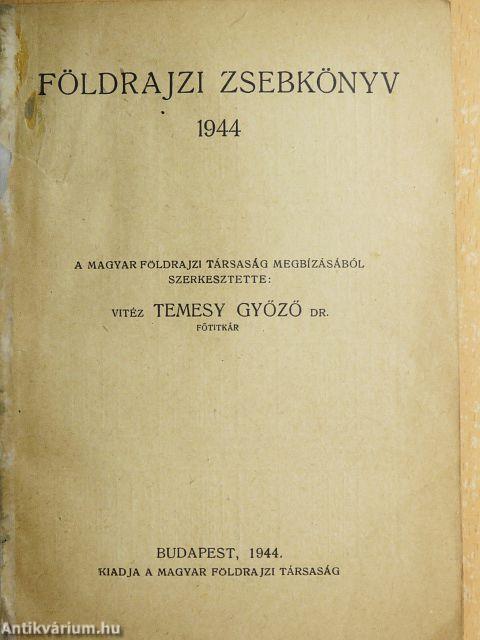 FÖLDRAJZI ZSEBKÖNYV
1944
A MAGYAR FÖLDRAJZI TÁRSASÁG MEGBÍZÁSÁBÓL
SZERKESZTETTE:
VITÉZ TEMESY GYŐZŐ DR.
FŐTITKÁR
BUDAPEST, 1944.
KIADJA A MAGYAR FÖLDRAJZI TÁRSASÁG
Antikvárium.hu